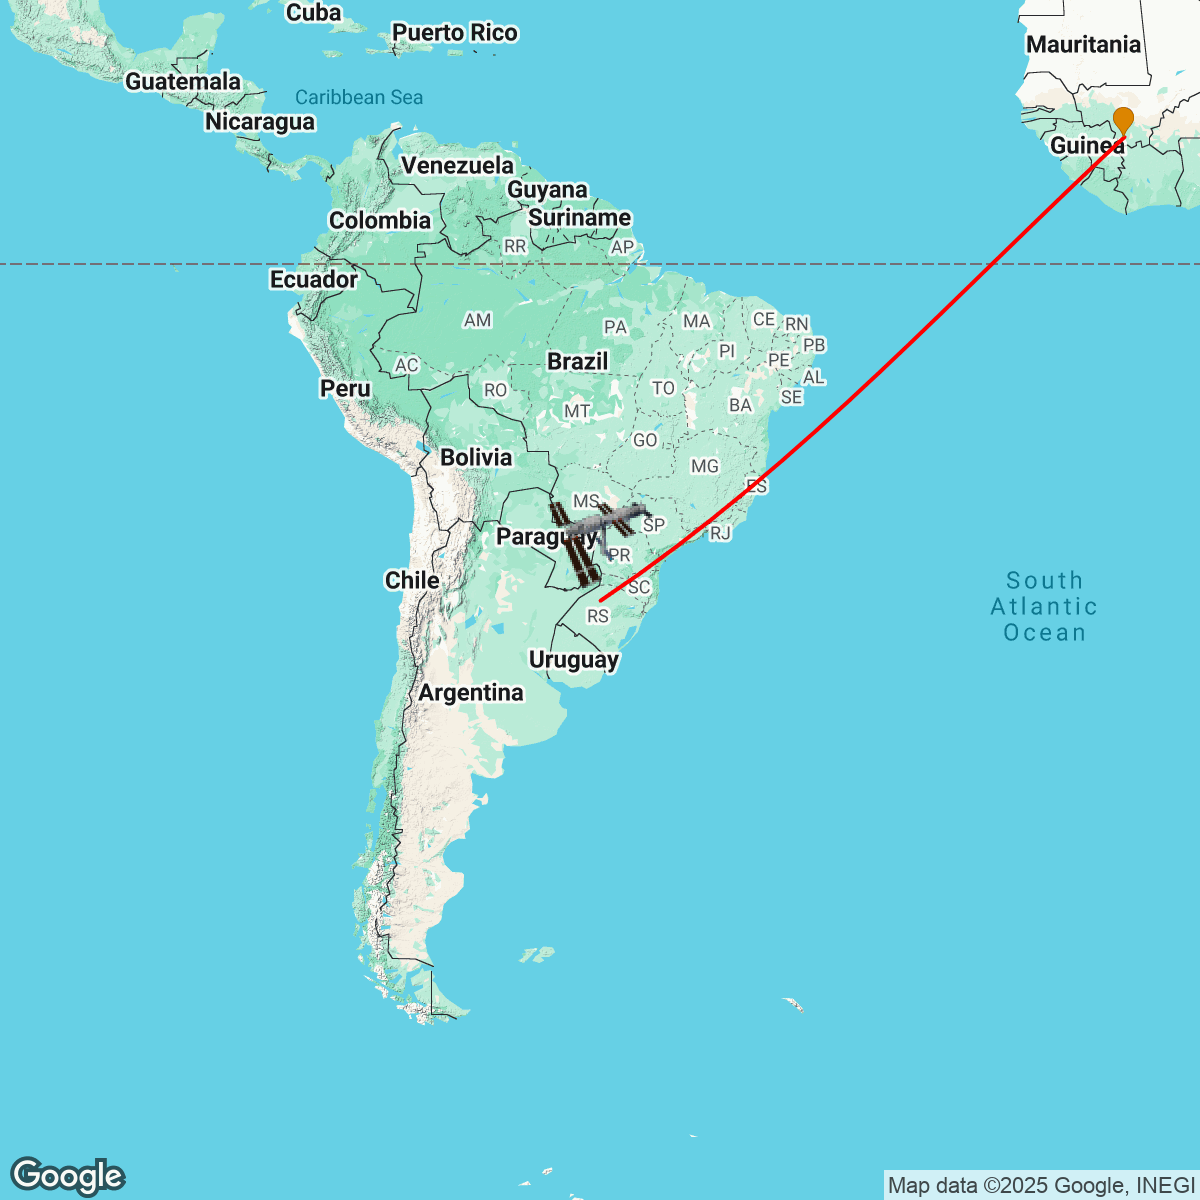 Cuba
Puerto Rico
Mauritania
Guatemala
Caribbean Sea
Nicaragua
Guinea
Venezuela
Guyana
Suriname
Colombia
RR
AP
Ecuador
AM
PA
MA
CE
RN
PB
PI
PE
Brazil
AC
AL
Peru
RO
TO
SE
MT
BA
GO
Bolivia
MG
ES
MS
SP
RJ
Paraguay
PR
Chile
SC
South
Atlantic
Ocean
RS
Uruguay
Argentina
Google
Map data ©2025 Google, INEGI